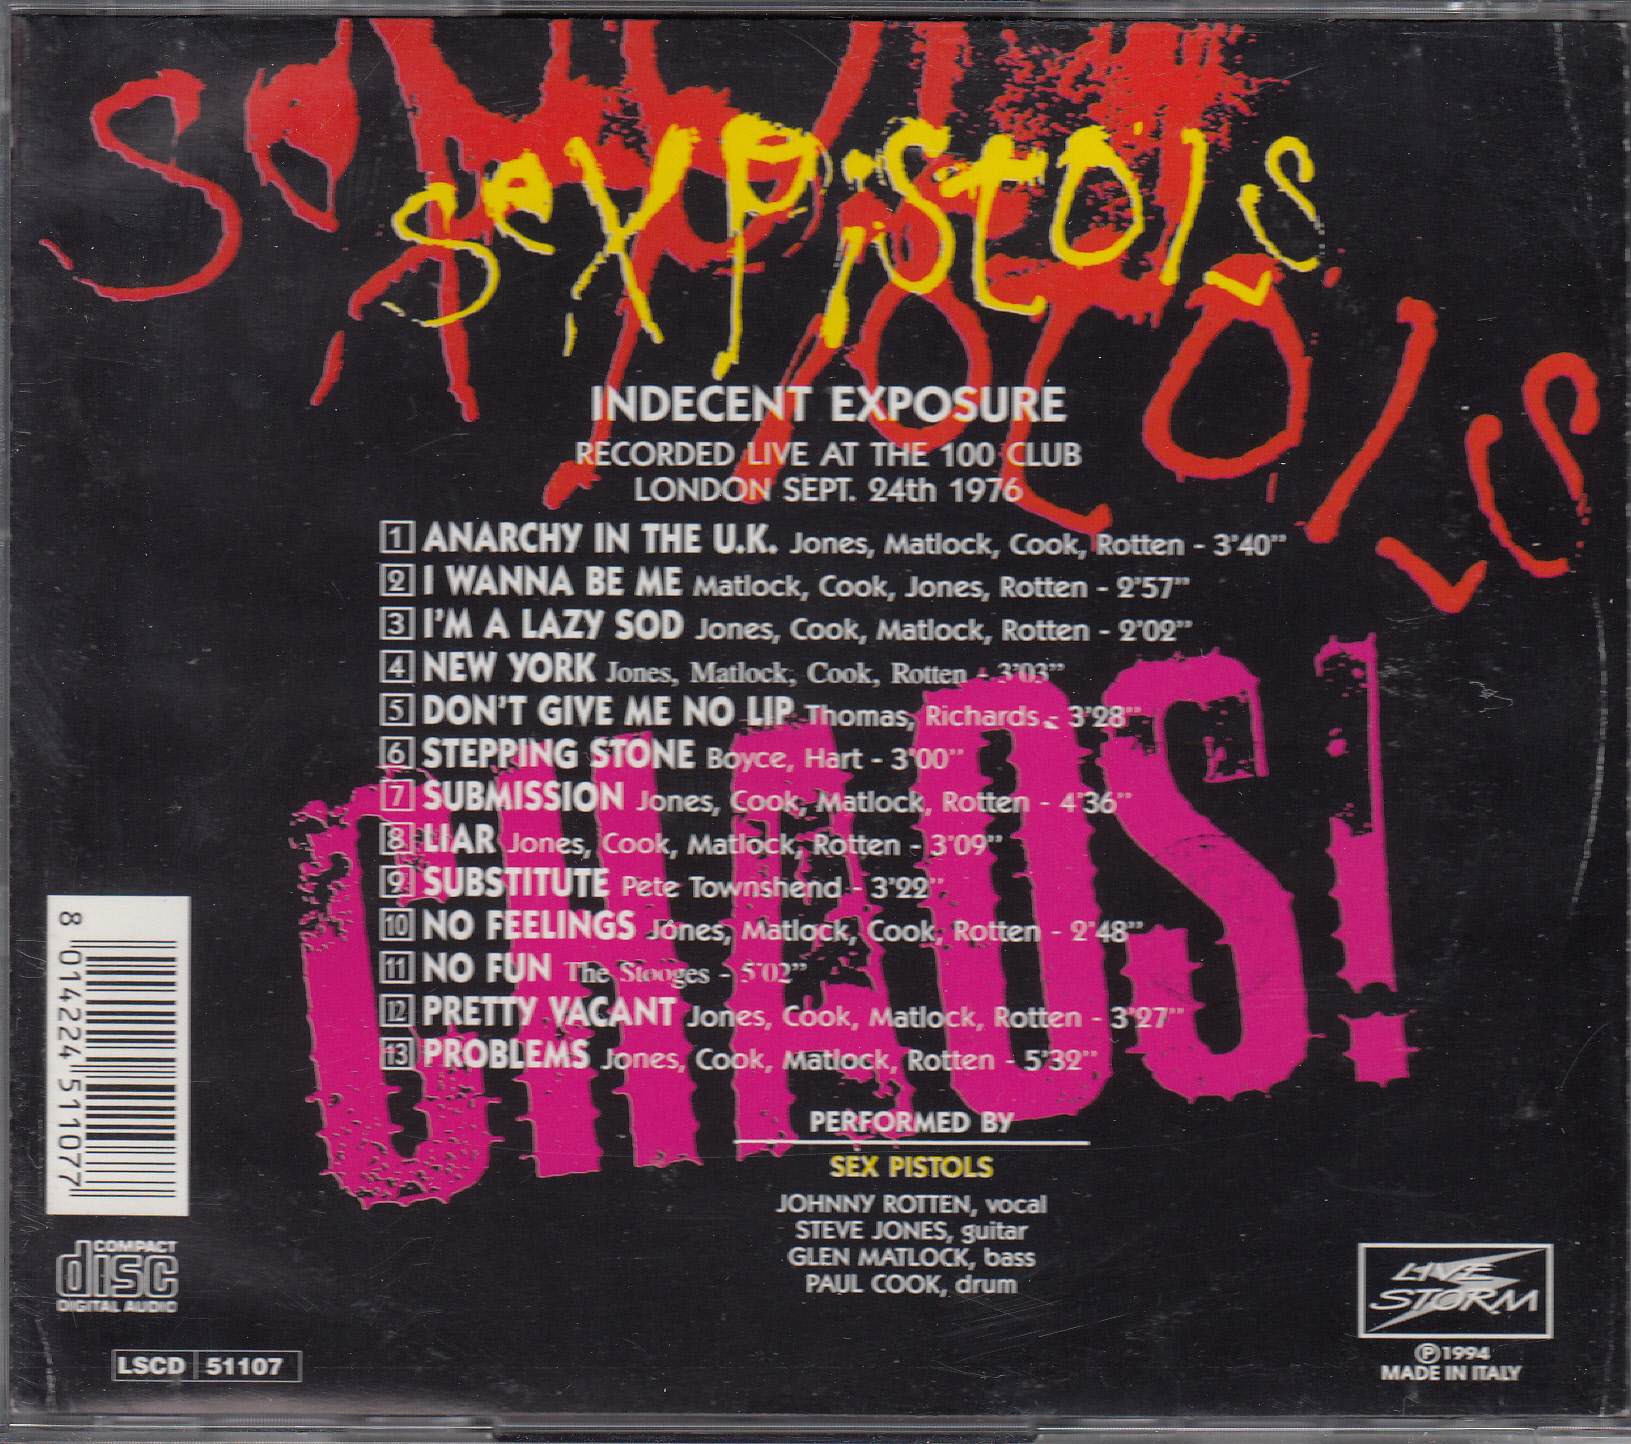 sex pistols
INDECENT EXPOSURE
RECORDED LIVE AT THE 100 CLUB
LONDON SEPT. 24th 1976
1 ANARCHY IN THE U.K. Jones, Matlock, Cook, Rotten - 3'40''
2 I WANNA BE ME Matlock, Cook, Jones, Rotten - 2'57''
3 I'M A LAZY SOD Jones, Cook, Matlock, Rotten - 2'02''
4 NEW YORK Jones, Matlock, Cook, Rotten - 3'03''
5 DON'T GIVE ME NO LIP Thomas, Richards - 3'28''
6 STEPPING STONE Boyce, Hart - 3'00''
7 SUBMISSION Jones, Cook, Matlock, Rotten - 4'36''
8 LIAR Jones, Cook, Matlock, Rotten - 3'09''
9 SUBSTITUTE Pete Townshend - 3'22''
10 NO FEELINGS Jones, Matlock, Cook, Rotten - 2'48''
11 NO FUN The Stooges - 5'02''
12 PRETTY VACANT Jones, Cook, Matlock, Rotten - 3'27''
13 PROBLEMS Jones, Cook, Matlock, Rotten - 5'32''
CHAOS!
PERFORMED BY
SEX PISTOLS
JOHNNY ROTTEN, vocal
STEVE JONES, guitar
GLEN MATLOCK, bass
PAUL COOK, drum
8 014224 511077
COMPACT
disc
DIGITAL AUDIO
LSCD 51107
LIVE
STORM
℗1994
MADE IN ITALY